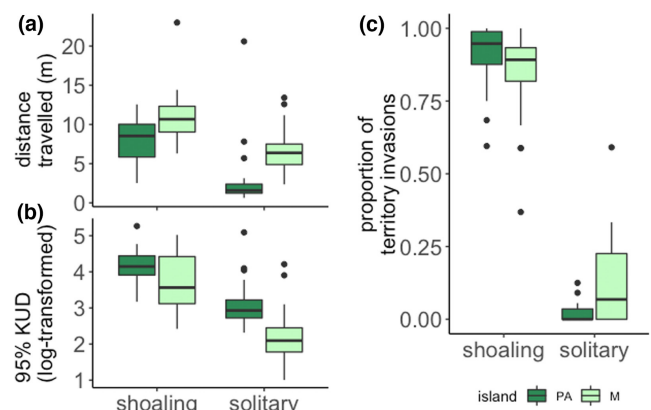 (a)
20
15
10
5
0
distance
travelled (m)
(b)
5
4
3
2
1
95% KUD
(log-transformed)
shoaling solitary
(c)
1.00
0.75
0.50
0.25
0.00
proportion of
territory invasions
shoaling solitary
island PA M